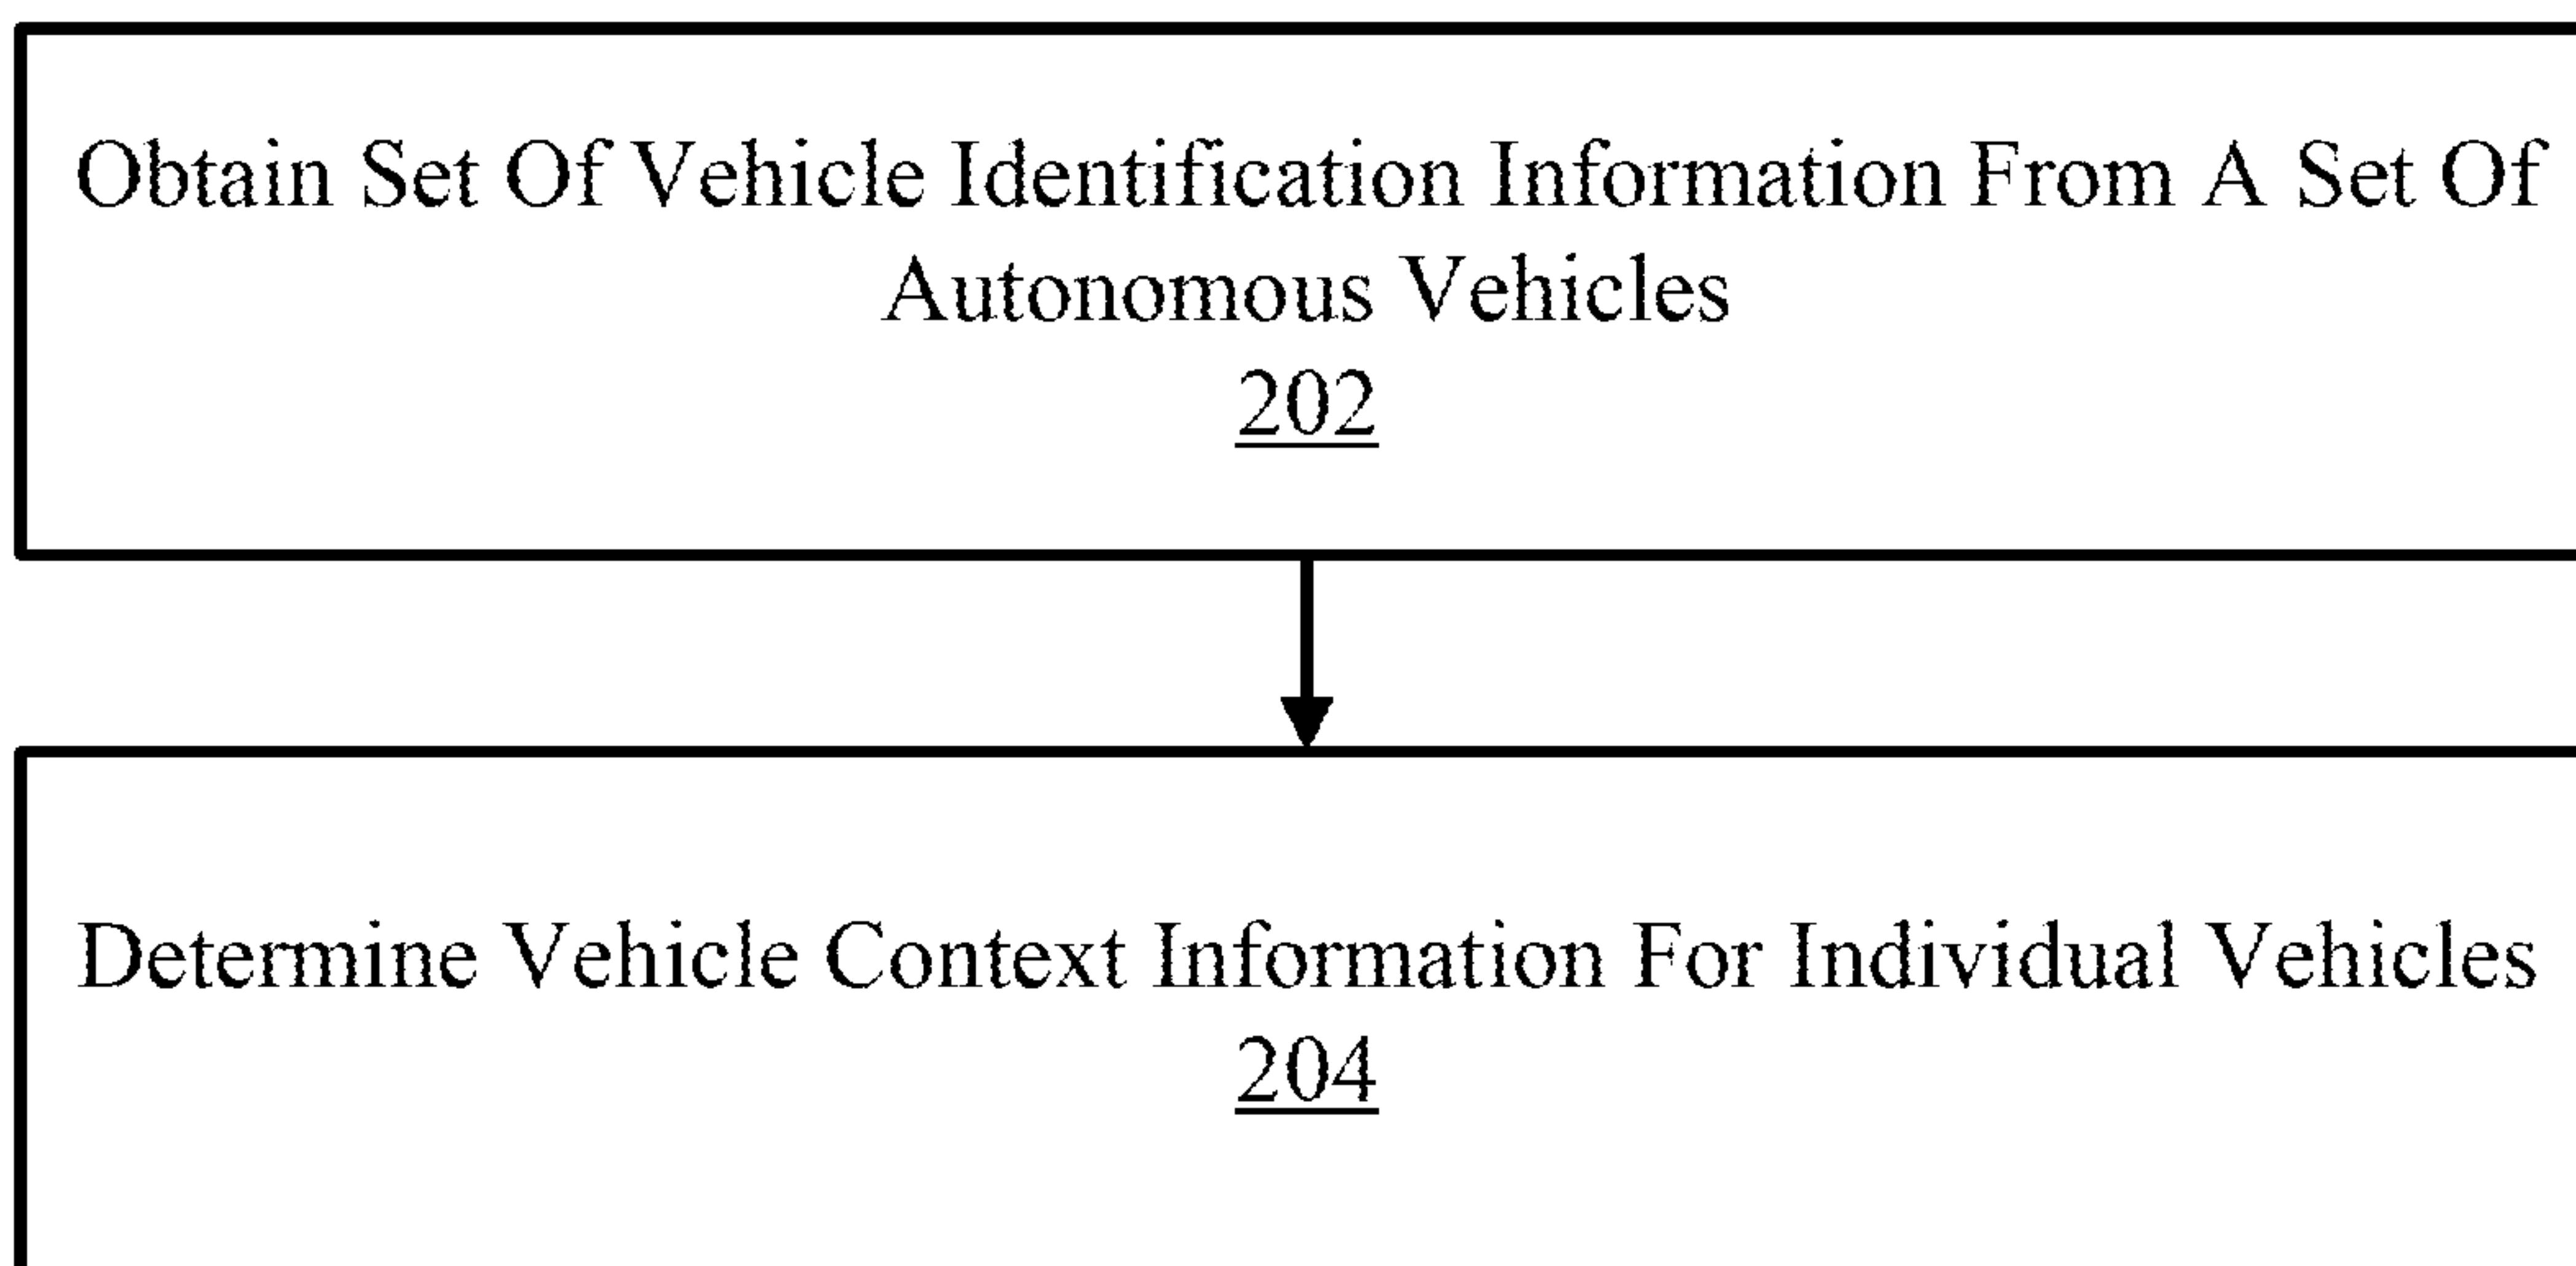 Obtain Set Of Vehicle Identification Information From A Set Of
Autonomous Vehicles
202
Determine Vehicle Context Information For Individual Vehicles
204